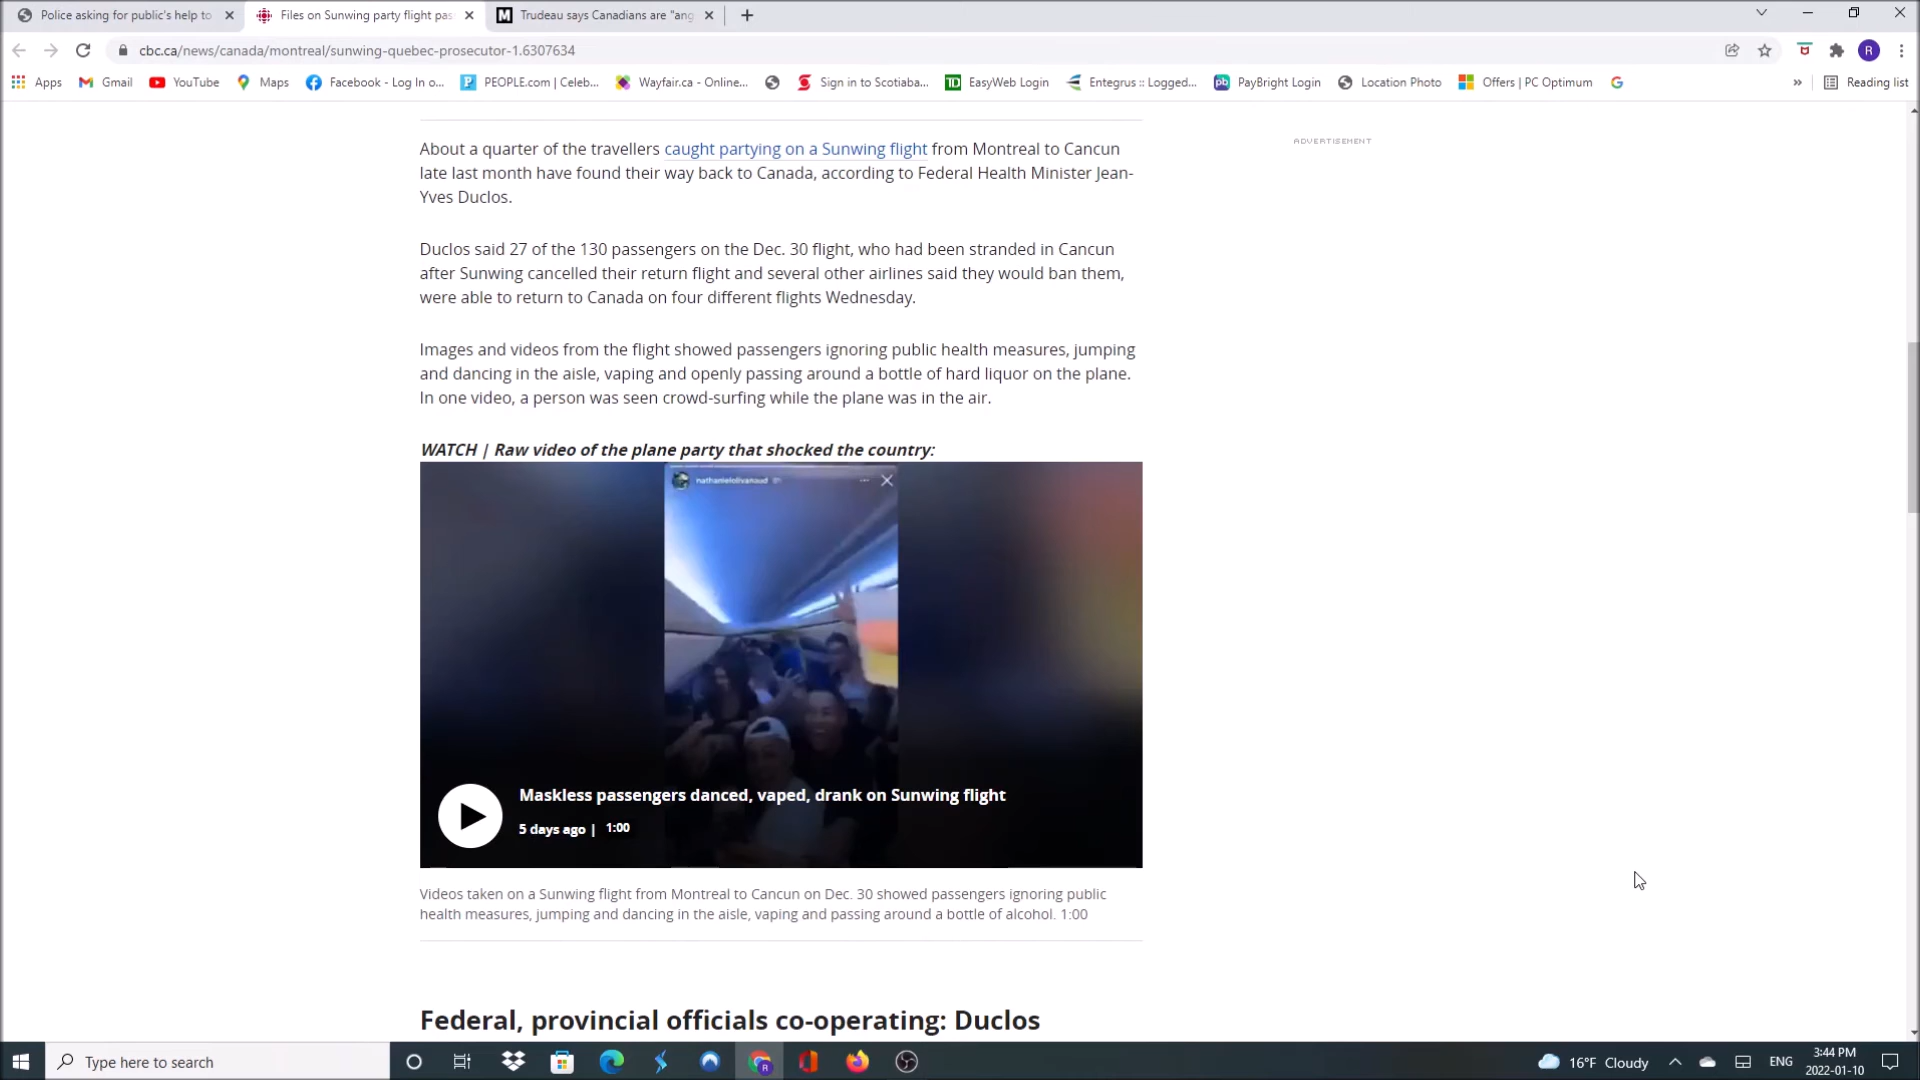 Police asking for public's help to
Files on Sunwing party flight pas
Trudeau says Canadians are "ang
cbc.ca/news/canada/montreal/sunwing-quebec-prosecutor-1.6307634
R
Apps
Gmail
YouTube
Maps
Facebook - Log In o...
PEOPLE.com | Celeb...
Wayfair.ca - Online...
Sign in to Scotiaba...
EasyWeb Login
Entegrus :: Logged...
PayBright Login
Location Photo
Offers | PC Optimum
Reading list
ADVERTISEMENT
About a quarter of the travellers caught partying on a Sunwing flight from Montreal to Cancun
late last month have found their way back to Canada, according to Federal Health Minister Jean-
Yves Duclos.
Duclos said 27 of the 130 passengers on the Dec. 30 flight, who had been stranded in Cancun
after Sunwing cancelled their return flight and several other airlines said they would ban them,
were able to return to Canada on four different flights Wednesday.
Images and videos from the flight showed passengers ignoring public health measures, jumping
and dancing in the aisle, vaping and openly passing around a bottle of hard liquor on the plane.
In one video, a person was seen crowd-surfing while the plane was in the air.
WATCH | Raw video of the plane party that shocked the country:
Maskless passengers danced, vaped, drank on Sunwing flight
5 days ago | 1:00
Videos taken on a Sunwing flight from Montreal to Cancun on Dec. 30 showed passengers ignoring public
health measures, jumping and dancing in the aisle, vaping and passing around a bottle of alcohol. 1:00
Federal, provincial officials co-operating: Duclos
Type here to search
16°F Cloudy
ENG
3:44 PM
2022-01-10